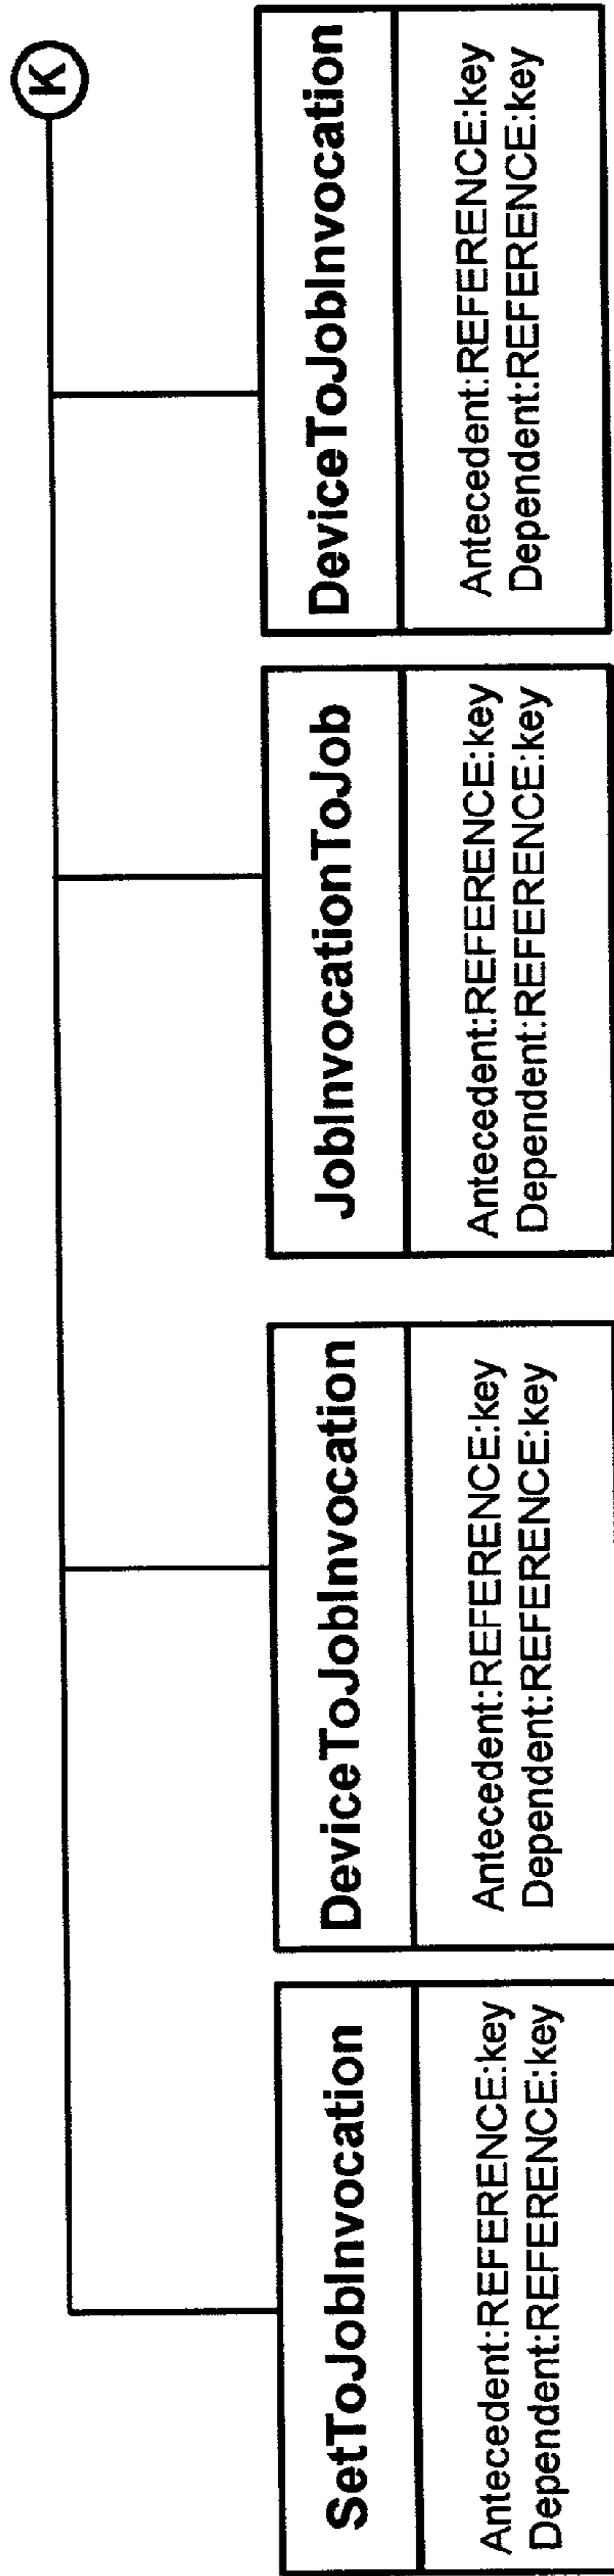 K
SetToJobInvocation
Antecedent:REFERENCE:key
Dependent:REFERENCE:key
DeviceToJobInvocation
Antecedent:REFERENCE:key
Dependent:REFERENCE:key
JobInvocationToJob
Antecedent:REFERENCE:key
Dependent:REFERENCE:key
DeviceToJobInvocation
Antecedent:REFERENCE:key
Dependent:REFERENCE:key